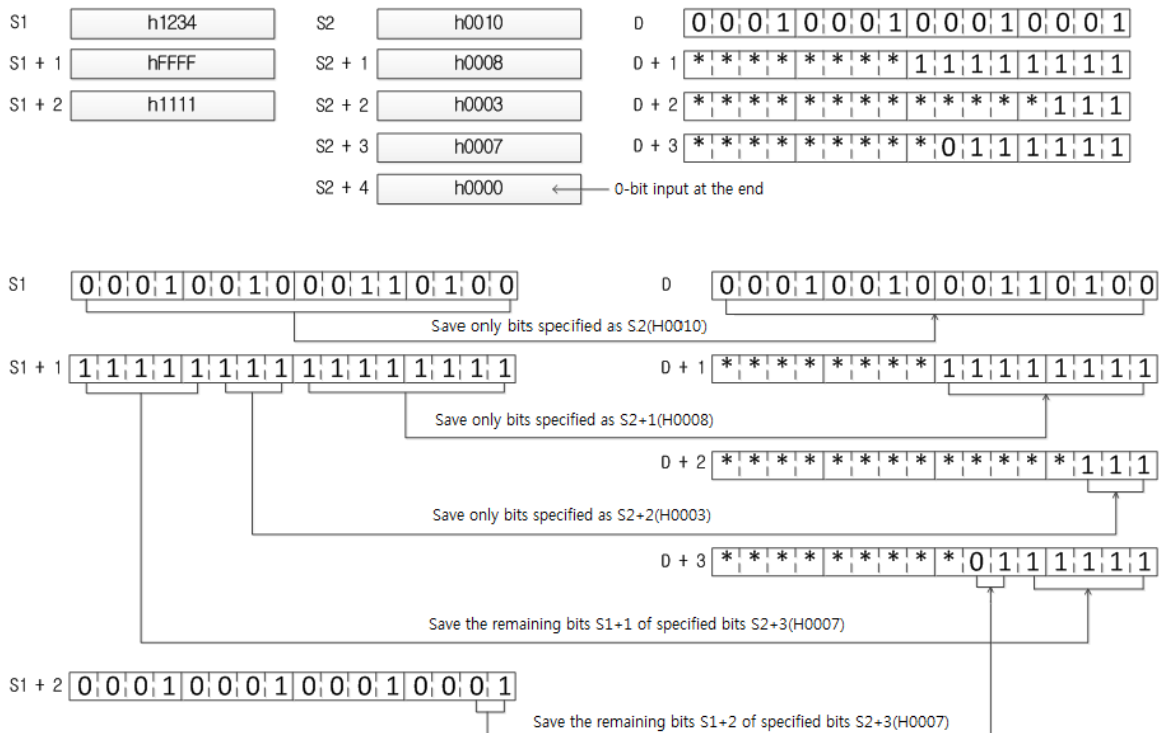 S1 h1234 S2 h0010 D 0 0 0 1 0 0 0 1 0 0 0 1 0 0 0 1
S1 + 1 hFFFF S2 + 1 h0008 D + 1 * * * * * * * * 1 1 1 1 1 1 1 1
S1 + 2 h1111 S2 + 2 h0003 D + 2 * * * * * * * * * * * * * 1 1 1
S2 + 3 h0007 D + 3 * * * * * * * * * 0 1 1 1 1 1 1
S2 + 4 h0000 0-bit input at the end
S1 0 0 0 1 0 0 1 0 0 0 1 1 0 1 0 0 D 0 0 0 1 0 0 1 0 0 0 1 1 0 1 0 0
Save only bits specified as S2(H0010)
S1 + 1 1 1 1 1 1 1 1 1 1 1 1 1 1 1 1 1 D + 1 * * * * * * * * 1 1 1 1 1 1 1 1
Save only bits specified as S2+1(H0008)
D + 2 * * * * * * * * * * * * * 1 1 1
Save only bits specified as S2+2(H0003)
D + 3 * * * * * * * * * 0 1 1 1 1 1 1
Save the remaining bits S1+1 of specified bits S2+3(H0007)
S1 + 2 0 0 0 1 0 0 0 1 0 0 0 1 0 0 0 1
Save the remaining bits S1+2 of specified bits S2+3(H0007)